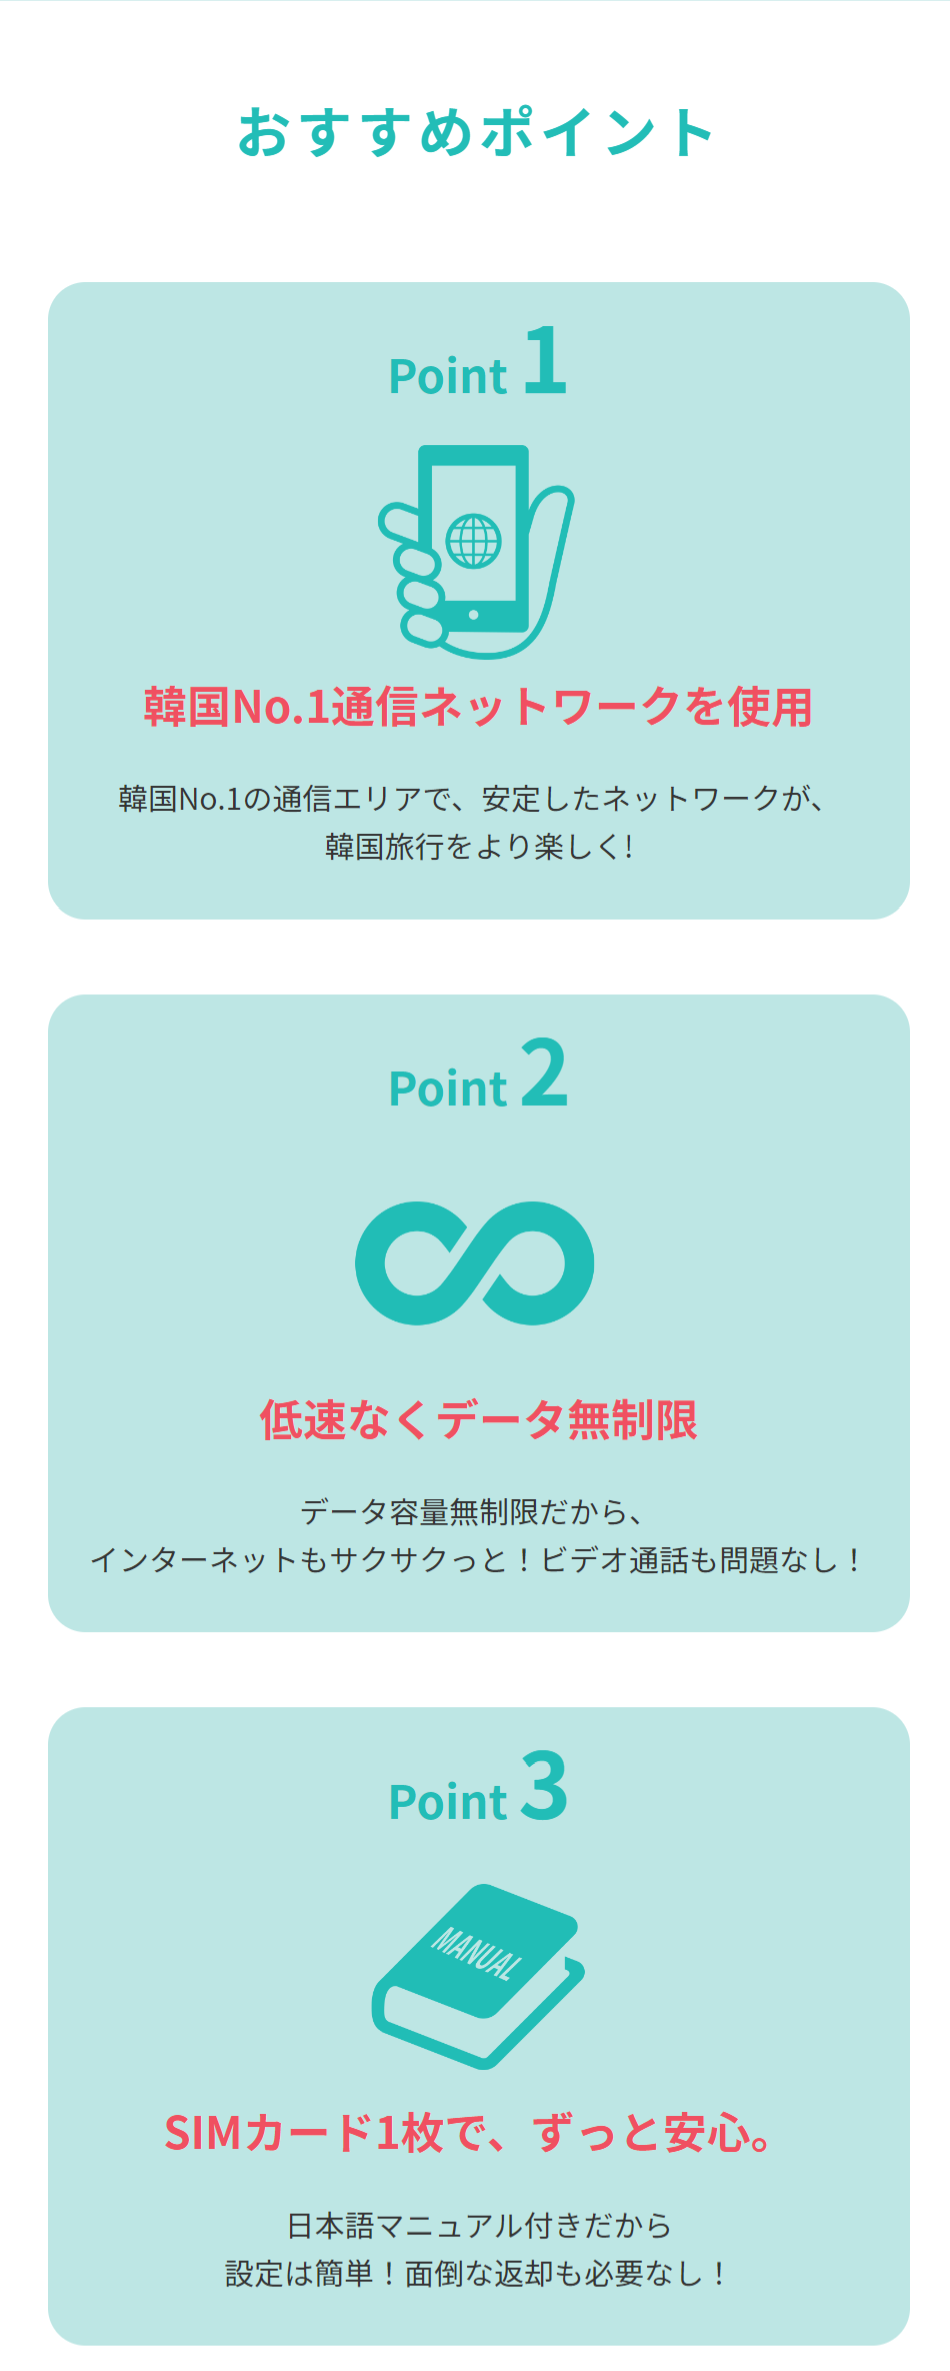 おすすめポイント
Point 1
韓国No.1通信ネットワークを使用
韓国No.1の通信エリアで、安定したネットワークが、
韓国旅行をより楽しく!
Point 2
低速なくデータ無制限
データ容量無制限だから、
インターネットもサクサクっと！ビデオ通話も問題なし！
Point 3
MANUAL
SIMカード1枚で、ずっと安心。
日本語マニュアル付きだから
設定は簡単！面倒な返却も必要なし！